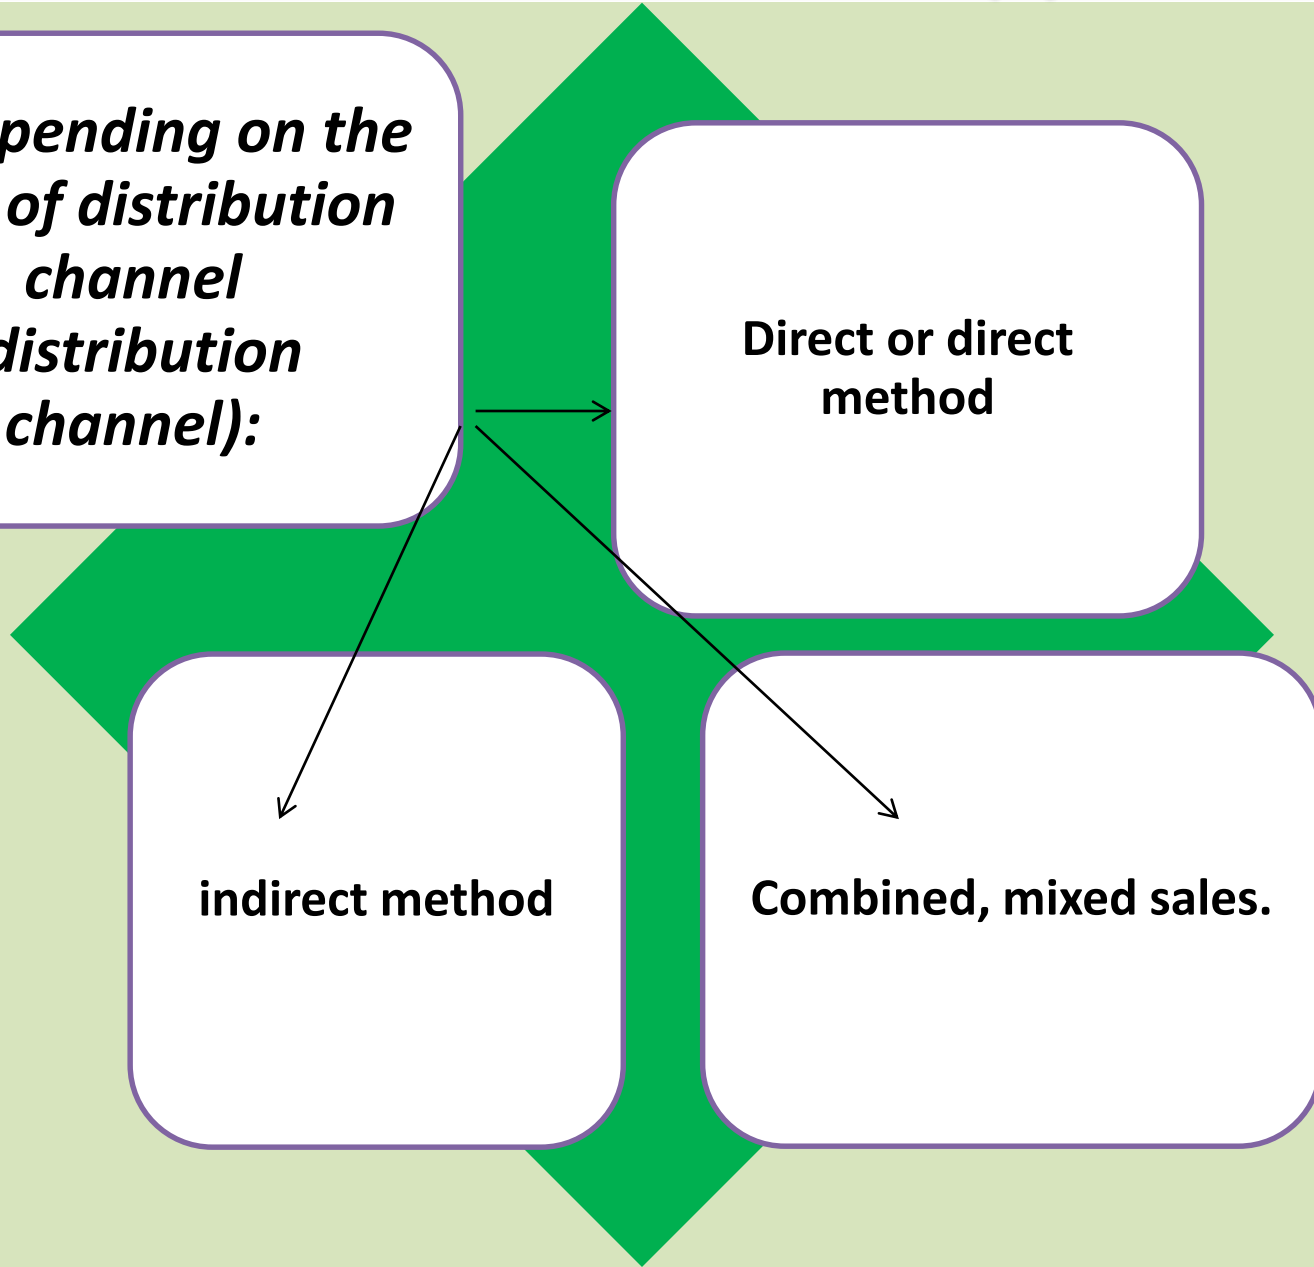 pending on the
of distribution
channel
distribution
channel):
Direct or direct
method
indirect method
Combined, mixed sales.